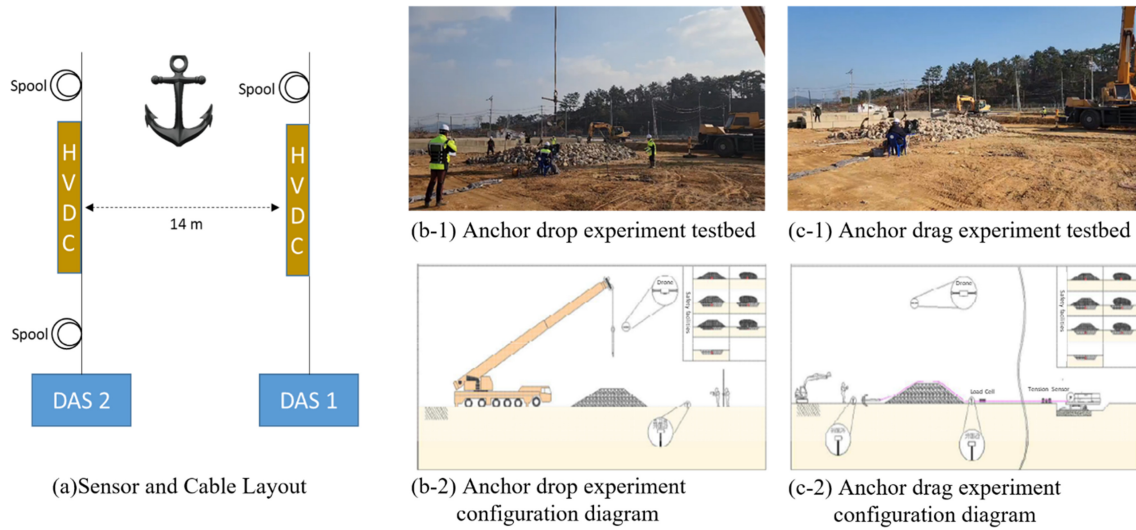 Spool
Spool
H
V
D
C
H
V
D
C
14 m
Spool
DAS 2
DAS 1
(a)Sensor and Cable Layout
(b-1) Anchor drop experiment testbed
(c-1) Anchor drag experiment testbed
Drone
Safety facilities
Drone
Safety facilities
Load Cell
Tension Sensor
(b-2) Anchor drop experiment
configuration diagram
(c-2) Anchor drag experiment
configuration diagram